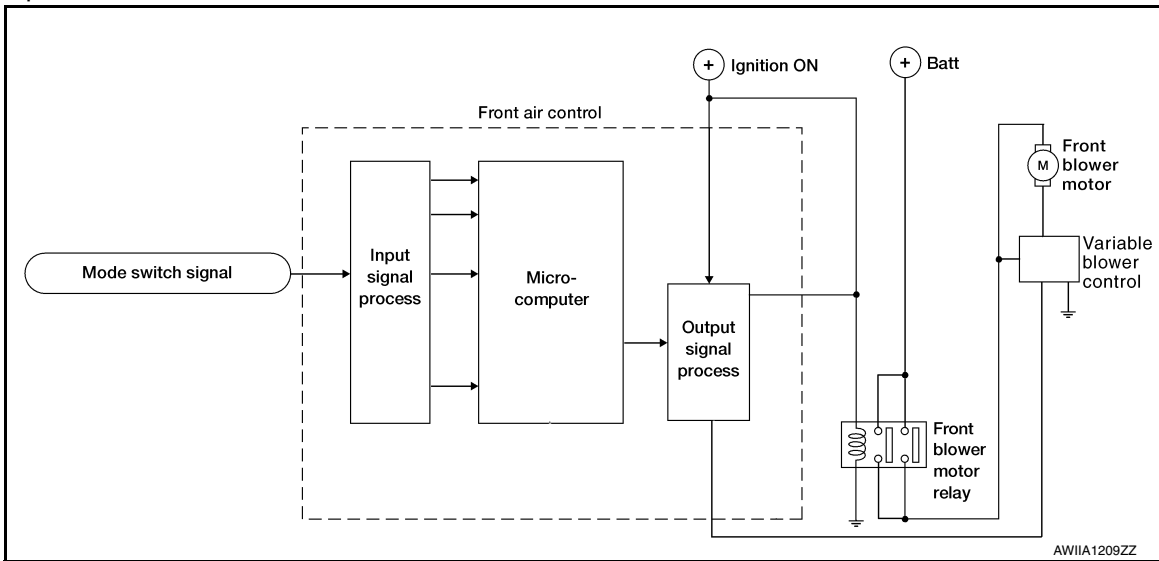 +
Ignition ON
+
Batt
Front air control
Mode switch signal
Input
signal
process
Micro-
computer
Output
signal
process
M
Front
blower
motor
Variable
blower
control
Front
blower
motor
relay
AWIIA1209ZZ